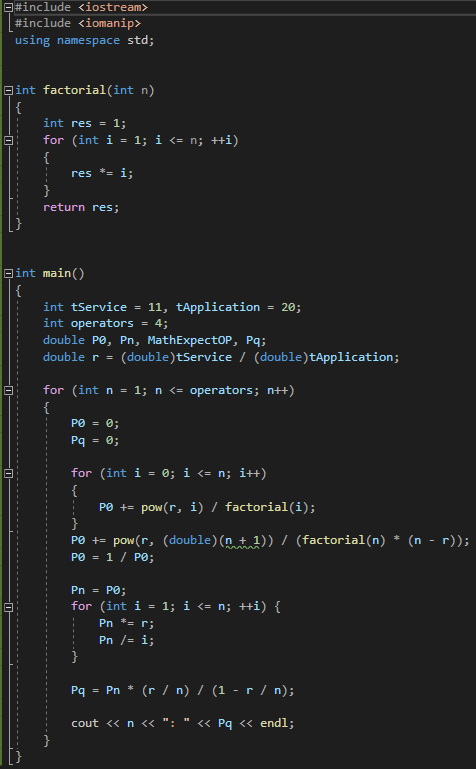 #include <iostream>
#include <iomanip>
using namespace std;
int factorial(int n)
{
int res = 1;
for (int i = 1; i <= n; ++i)
{
res *= i;
}
return res;
}
int main()
{
int tService = 11, tApplication = 20;
int operators = 4;
double P0, Pn, MathExpectOP, Pq;
double r = (double)tService / (double)tApplication;
for (int n = 1; n <= operators; n++)
{
P0 = 0;
Pq = 0;
for (int i = 0; i <= n; i++)
{
P0 += pow(r, i) / factorial(i);
}
P0 += pow(r, (double)(n + 1)) / (factorial(n) * (n - r));
P0 = 1 / P0;
Pn = P0;
for (int i = 1; i <= n; ++i) {
Pn *= r;
Pn /= i;
}
Pq = Pn * (r / n) / (1 - r / n);
cout << n << ": " << Pq << endl;
}
}